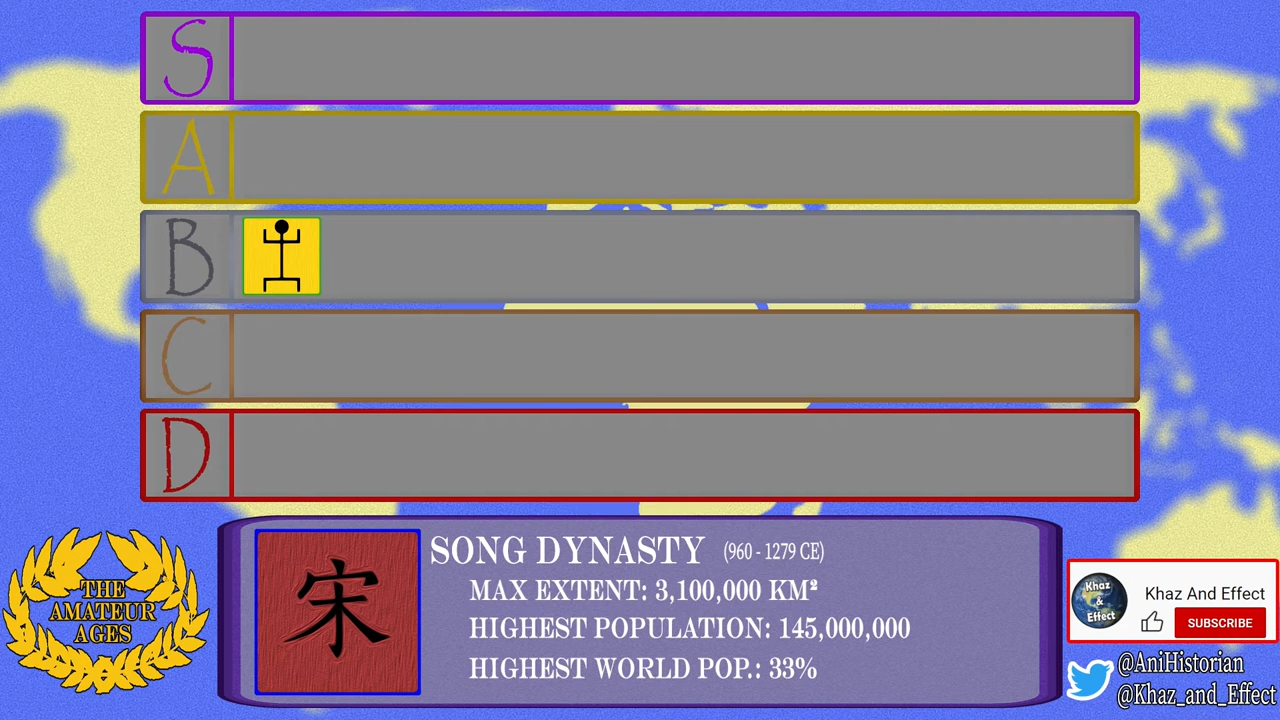 S
A
B
C
D
宋
SONG DYNASTY (960 - 1279 CE)
MAX EXTENT: 3,100,000 KM²
HIGHEST POPULATION: 145,000,000
HIGHEST WORLD POP.: 33%
THE
AMATEUR
AGES
Khaz
&
Effect
Khaz And Effect
SUBSCRIBE
@AniHistorian
@Khaz_and_Effect